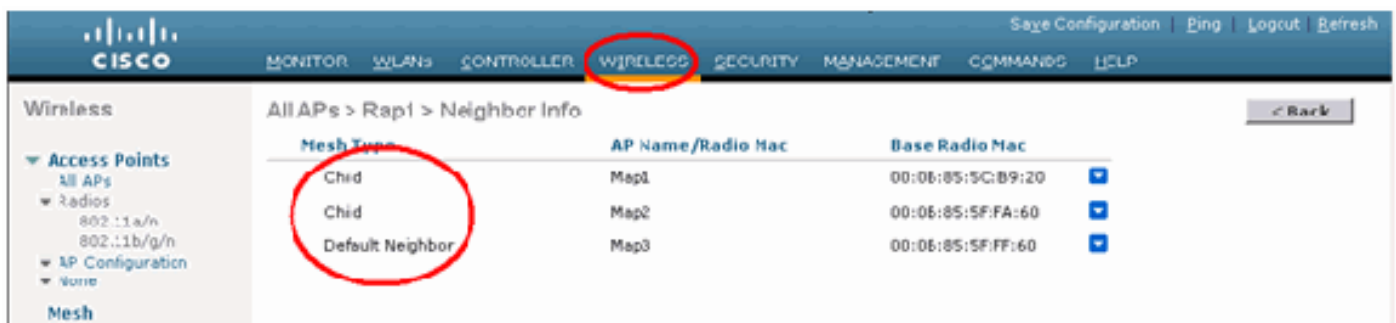 Save Configuration | Ping | Logout | Refresh
CISCO
MONITOR WLANs CONTROLLER WIRELESS SECURITY MANAGEMENT COMMANDS HELP
Wireless
All APs > Rap1 > Neighbor Info
< Back
Mesh Type AP Name/Radio Mac Base Radio Mac
Child Map1 00:0B:85:5C:B9:20
Child Map2 00:0B:85:5F:FA:60
Default Neighbor Map3 00:0B:85:5F:FF:60
Access Points
All APs
Radios
802.11a/n
802.11b/g/n
AP Configuration
None
Mesh